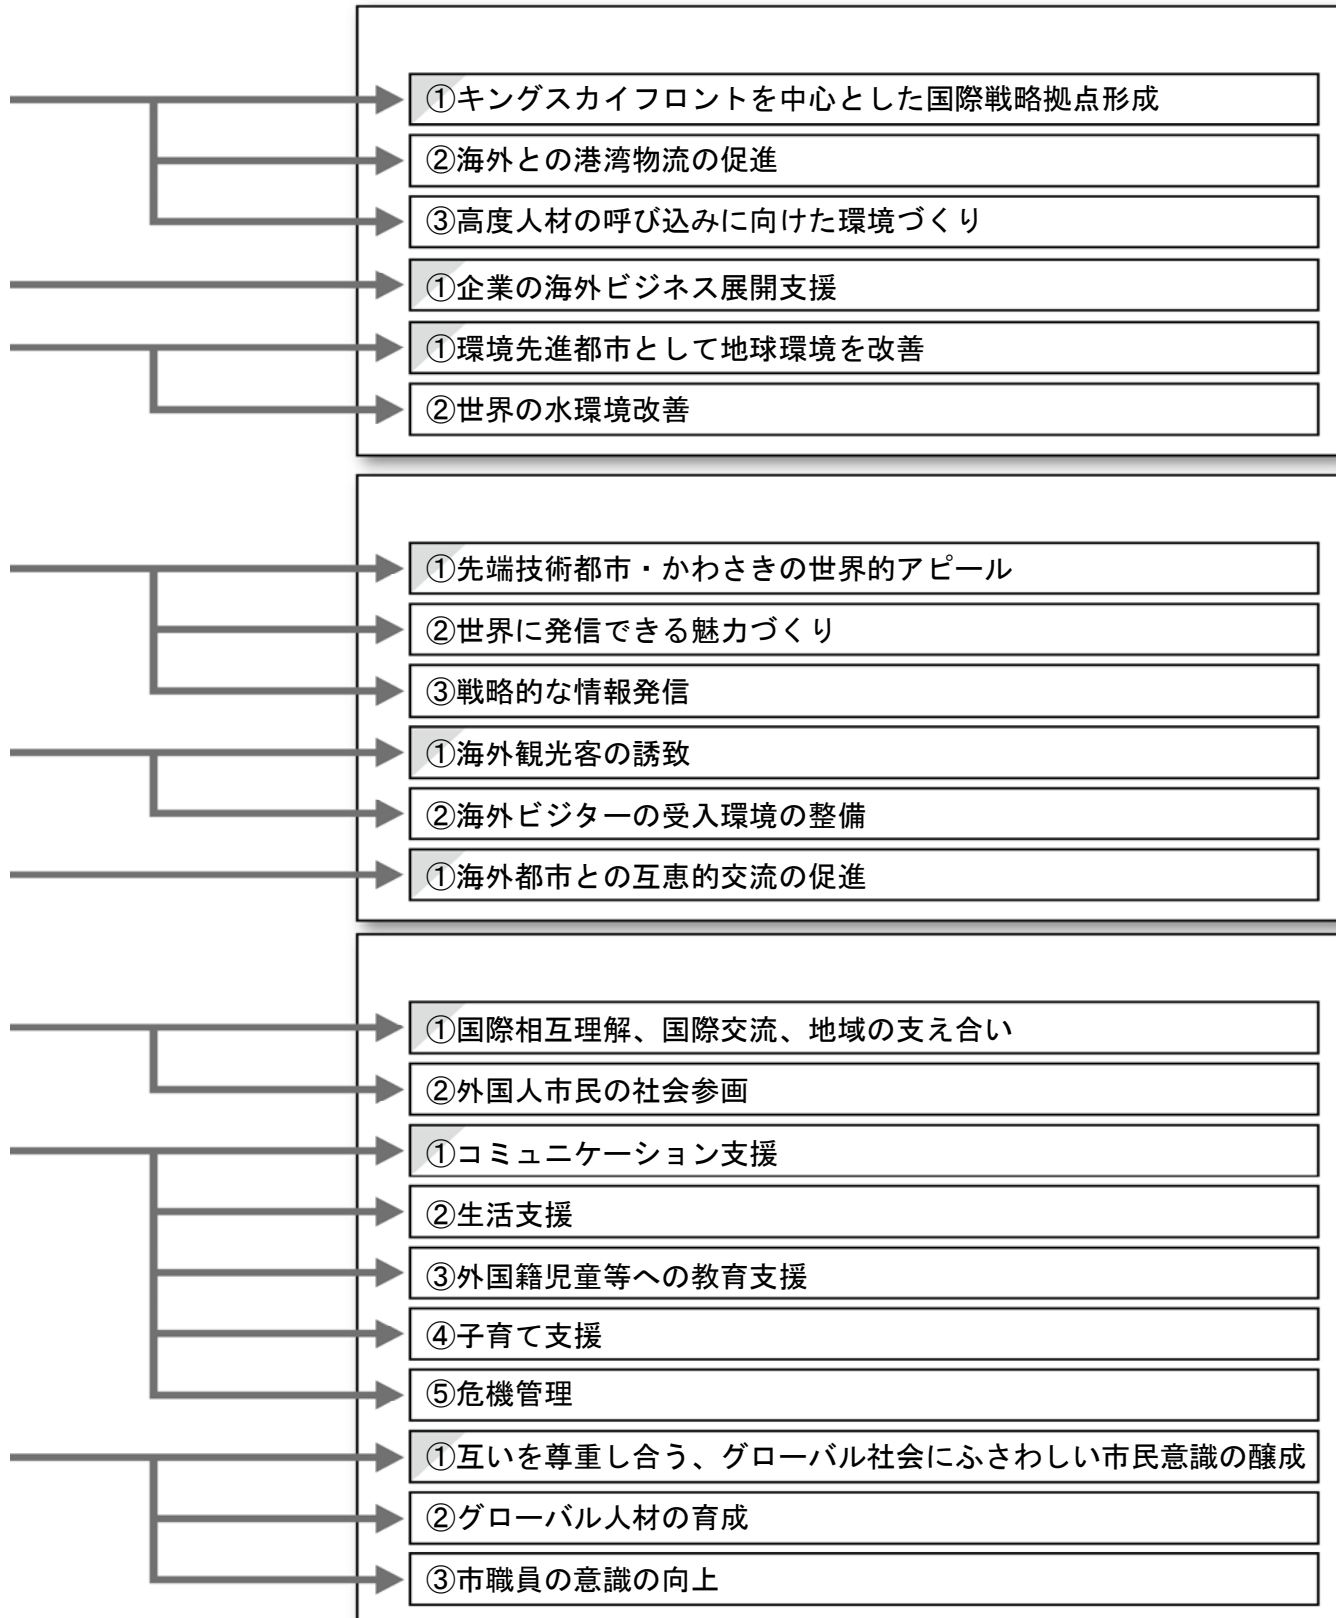 ①キングスカイフロントを中心とした国際戦略拠点形成
②海外との港湾物流の促進
③高度人材の呼び込みに向けた環境づくり
①企業の海外ビジネス展開支援
①環境先進都市として地球環境を改善
②世界の水環境改善
①先端技術都市・かわさきの世界的アピール
②世界に発信できる魅力づくり
③戦略的な情報発信
①海外観光客の誘致
②海外ビジターの受入環境の整備
①海外都市との互恵的交流の促進
①国際相互理解、国際交流、地域の支え合い
②外国人市民の社会参画
①コミュニケーション支援
②生活支援
③外国籍児童等への教育支援
④子育て支援
⑤危機管理
①互いを尊重し合う、グローバル社会にふさわしい市民意識の醸成
②グローバル人材の育成
③市職員の意識の向上